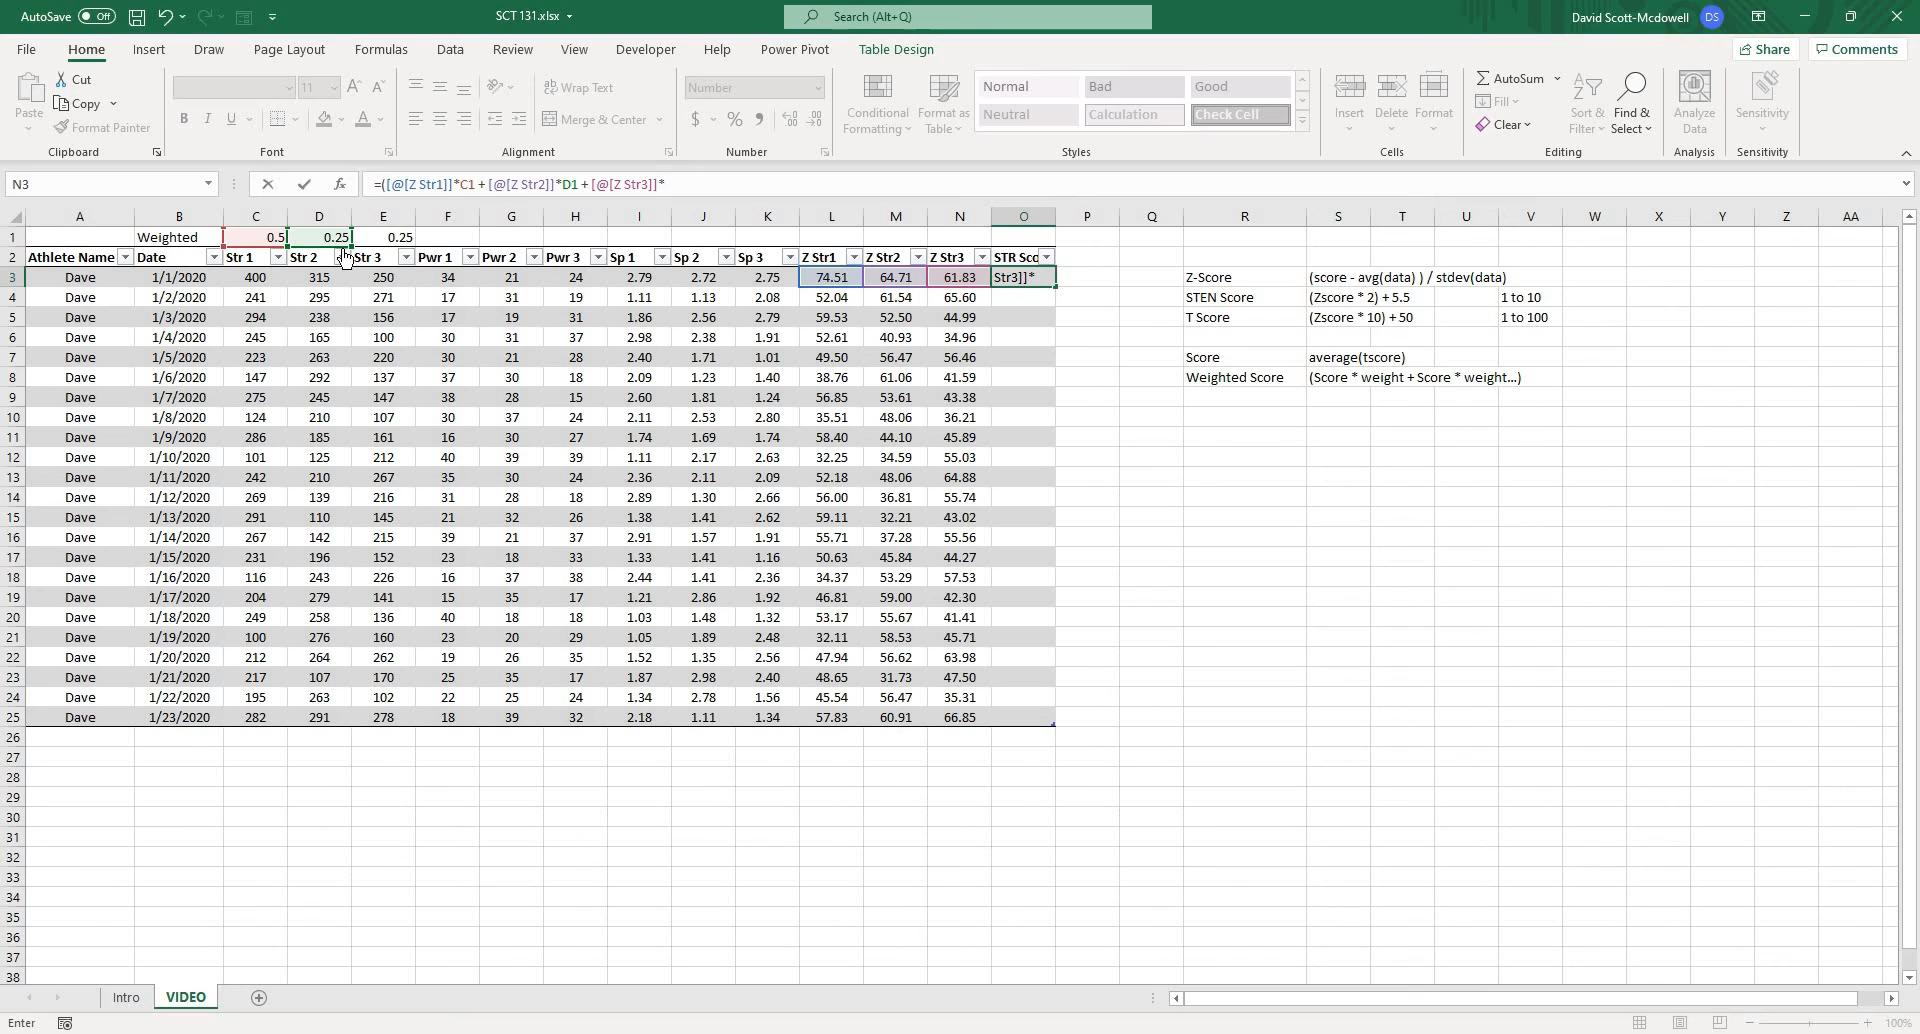 AutoSave Off SCT 131.xlsx Search (Alt+Q) David Scott-Mcdowell DS
File Home Insert Draw Page Layout Formulas Data Review View Developer Help Power Pivot Table Design Share Comments
Paste Cut Copy Format Painter Clipboard
11 A A B I U A Font
ab Wrap Text Merge & Center Alignment
Number $ % 9 Number
Conditional Formatting Format as Table Normal Bad Good Neutral Calculation Check Cell Styles
Insert Delete Format Cells
AutoSum Fill Clear Sort & Filter Find & Select Editing
Analyze Data Analysis Sensitivity Sensitivity
N3 fx =([@[Z Str1]]*C1 + [@[Z Str2]]*D1 + [@[Z Str3]]*
A B C D E F G H I J K L M N O P Q R S T U V W X Y Z AA
1 Weighted 0.5 0.25 0.25
2 Athlete Name Date Str 1 Str 2 Str 3 Pwr 1 Pwr 2 Pwr 3 Sp 1 Sp 2 Sp 3 Z Str1 Z Str2 Z Str3 STR Sco
3 Dave 1/1/2020 400 315 250 34 21 24 2.79 2.72 2.75 74.51 64.71 61.83 Str3]]* Z-Score (score - avg(data) ) / stdev(data)
4 Dave 1/2/2020 241 295 271 17 31 19 1.11 1.13 2.08 52.04 61.54 65.60 STEN Score (Zscore * 2) + 5.5 1 to 10
5 Dave 1/3/2020 294 238 156 17 19 31 1.86 2.56 2.79 59.53 52.50 44.99 T Score (Zscore * 10) + 50 1 to 100
6 Dave 1/4/2020 245 165 100 30 31 37 2.98 2.38 1.91 52.61 40.93 34.96
7 Dave 1/5/2020 223 263 220 30 21 28 2.40 1.71 1.01 49.50 56.47 56.46 Score average(tscore)
8 Dave 1/6/2020 147 292 137 37 30 18 2.09 1.23 1.40 38.76 61.06 41.59 Weighted Score (Score * weight + Score * weight...)
9 Dave 1/7/2020 275 245 147 38 28 15 2.60 1.81 1.24 56.85 53.61 43.38
10 Dave 1/8/2020 124 210 107 30 37 24 2.11 2.53 2.80 35.51 48.06 36.21
11 Dave 1/9/2020 286 185 161 16 30 27 1.74 1.69 1.74 58.40 44.10 45.89
12 Dave 1/10/2020 101 125 212 40 39 39 1.11 2.17 2.63 32.25 34.59 55.03
13 Dave 1/11/2020 242 210 267 35 30 24 2.36 2.11 2.09 52.18 48.06 64.88
14 Dave 1/12/2020 269 139 216 31 28 18 2.89 1.30 2.66 56.00 36.81 55.74
15 Dave 1/13/2020 291 110 145 21 32 26 1.38 1.41 2.62 59.11 32.21 43.02
16 Dave 1/14/2020 267 142 215 39 21 37 2.91 1.57 1.91 55.71 37.28 55.56
17 Dave 1/15/2020 231 196 152 23 18 33 1.33 1.41 1.16 50.63 45.84 44.27
18 Dave 1/16/2020 116 243 226 16 37 38 2.44 1.41 2.36 34.37 53.29 57.53
19 Dave 1/17/2020 204 279 141 15 35 17 1.21 2.86 1.92 46.81 59.00 42.30
20 Dave 1/18/2020 249 258 136 40 18 18 1.03 1.48 1.32 53.17 55.67 41.41
21 Dave 1/19/2020 100 276 160 23 20 29 1.05 1.89 2.48 32.11 58.53 45.71
22 Dave 1/20/2020 212 264 262 19 26 35 1.52 1.35 2.56 47.94 56.62 63.98
23 Dave 1/21/2020 217 107 170 25 35 17 1.87 2.98 2.40 48.65 31.73 47.50
24 Dave 1/22/2020 195 263 102 22 25 24 1.34 2.78 1.56 45.54 56.47 35.31
25 Dave 1/23/2020 282 291 278 18 39 32 2.18 1.11 1.34 57.83 60.91 66.85
26
27
28
29
30
31
32
33
34
35
36
37
38
Intro VIDEO
Enter 100%